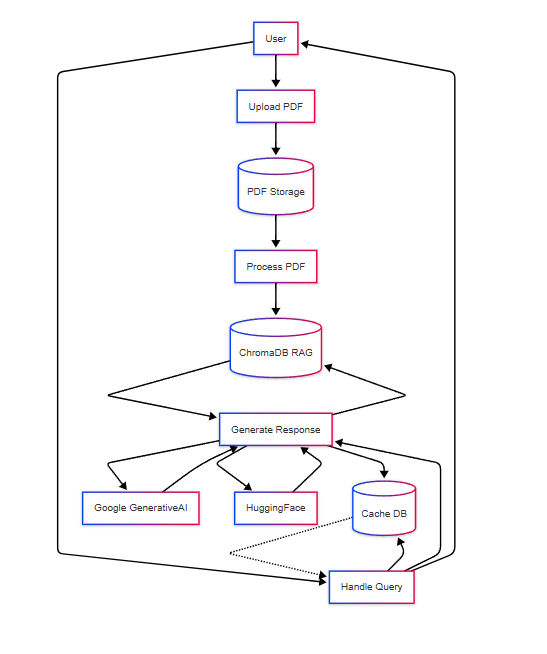 User
Upload PDF
PDF Storage
Process PDF
ChromaDB RAG
Generate Response
Google GenerativeAI
HuggingFace
Cache DB
Handle Query